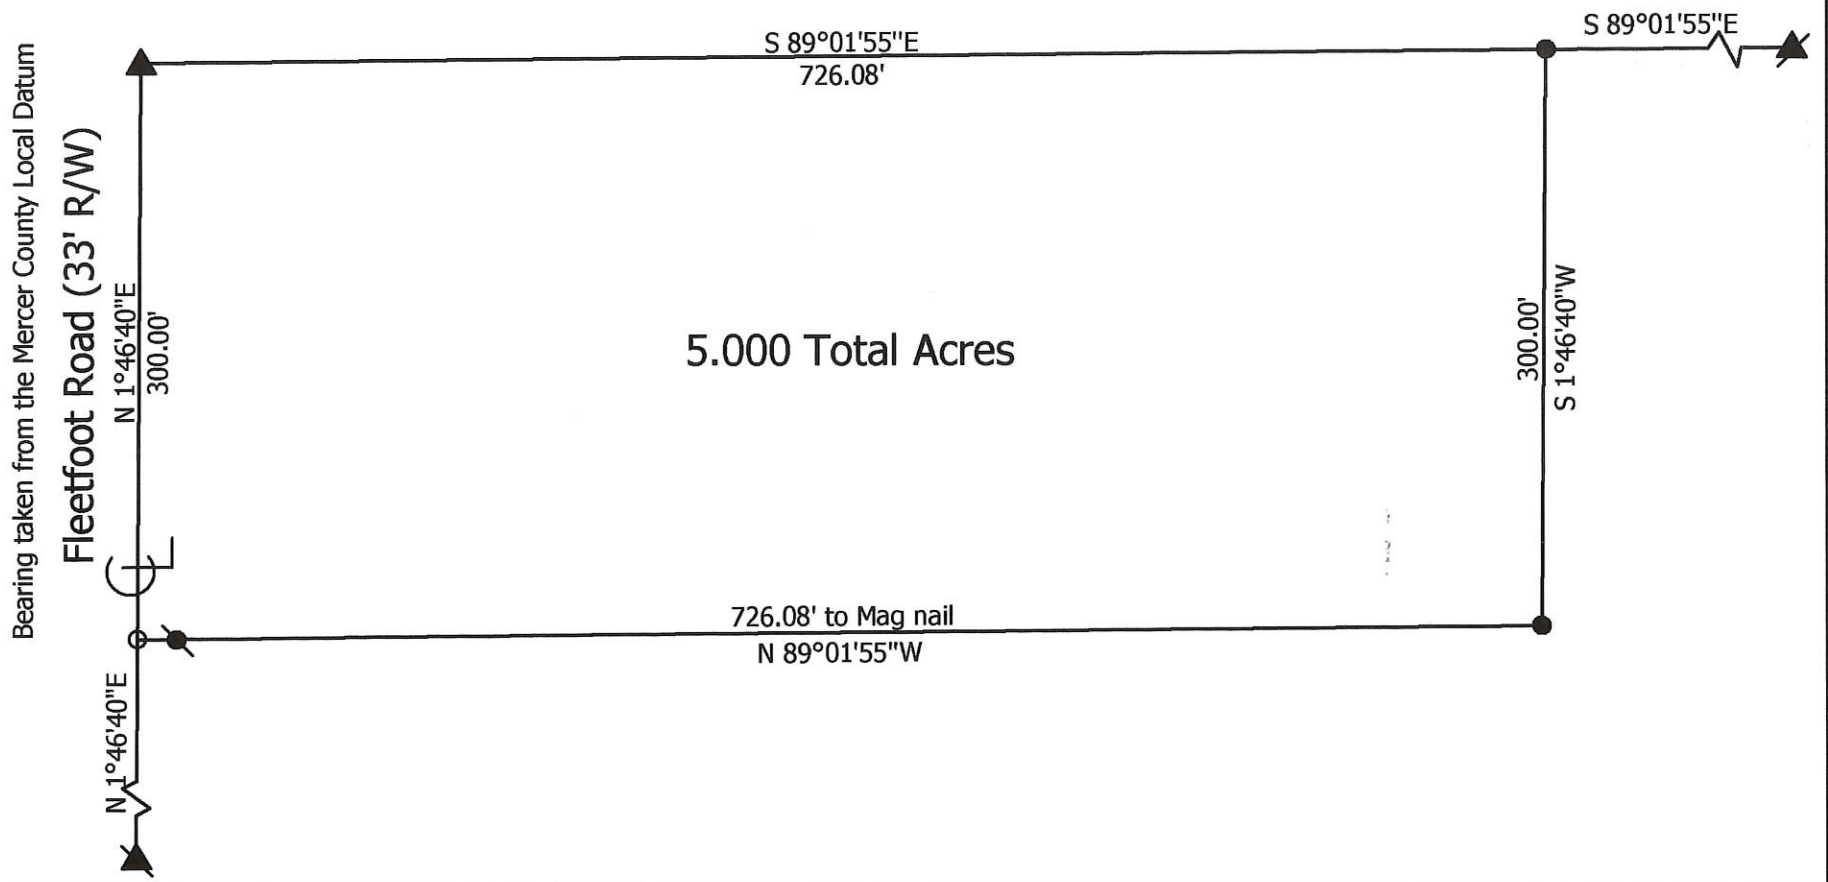 S 89°01'55"E
S 89°01'55"E
726.08'
Bearing taken from the Mercer County Local Datum
Fleetfoot Road (33' R/W)
N 1°46'40"E
300.00'
5.000 Total Acres
300.00'
S 1°46'40"W
CL
726.08' to Mag nail
N 89°01'55"W
N 1°46'40"E